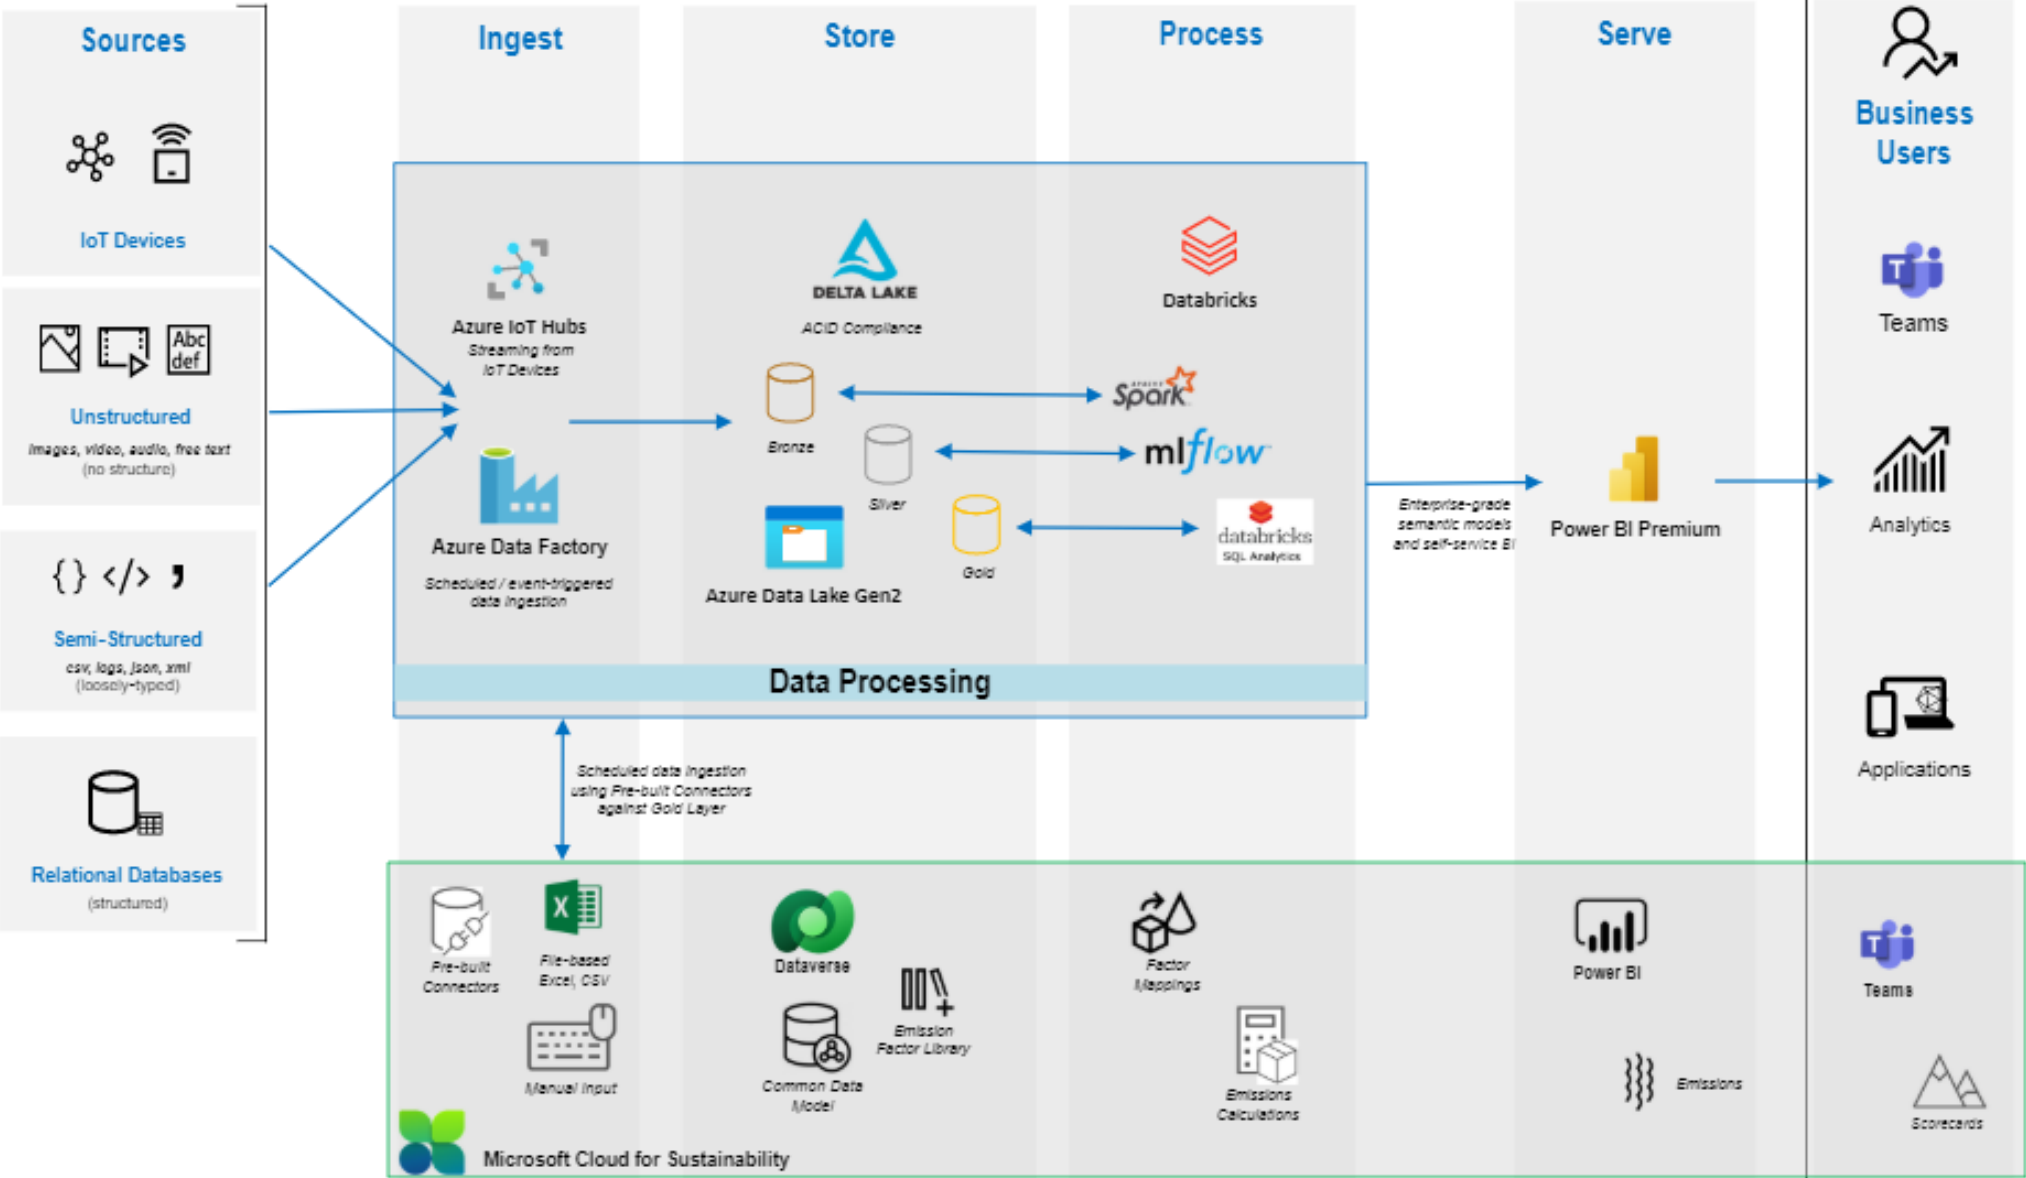 Sources
IoT Devices
Abc
def
Unstructured
images, video, audio, free text
(no structure)
{} </> ,
Semi-Structured
csv, logs, json, xml
(loosely-typed)
Relational Databases
(structured)
Ingest
Store
Process
Serve
Business
Users
Azure IoT Hubs
Streaming from
IoT Devices
Azure Data Factory
Scheduled / event-triggered
data ingestion
DELTA LAKE
ACID Compliance
Bronze
Silver
Gold
Azure Data Lake Gen2
Databricks
APACHE
Spark
mlflow
databricks
SQL Analytics
Data Processing
Enterprise-grade
semantic models
and self-service BI
Power BI Premium
T
Teams
Analytics
Applications
Scheduled data ingestion
using Pre-built Connectors
against Gold Layer
Pre-built
Connectors
X
File-based
Excel, CSV
Manual Input
Dataverse
Emission
Factor Library
Common Data
Model
Factor
Mappings
Emissions
Calculations
Power BI
Emissions
T
Teams
Scorecards
Microsoft Cloud for Sustainability